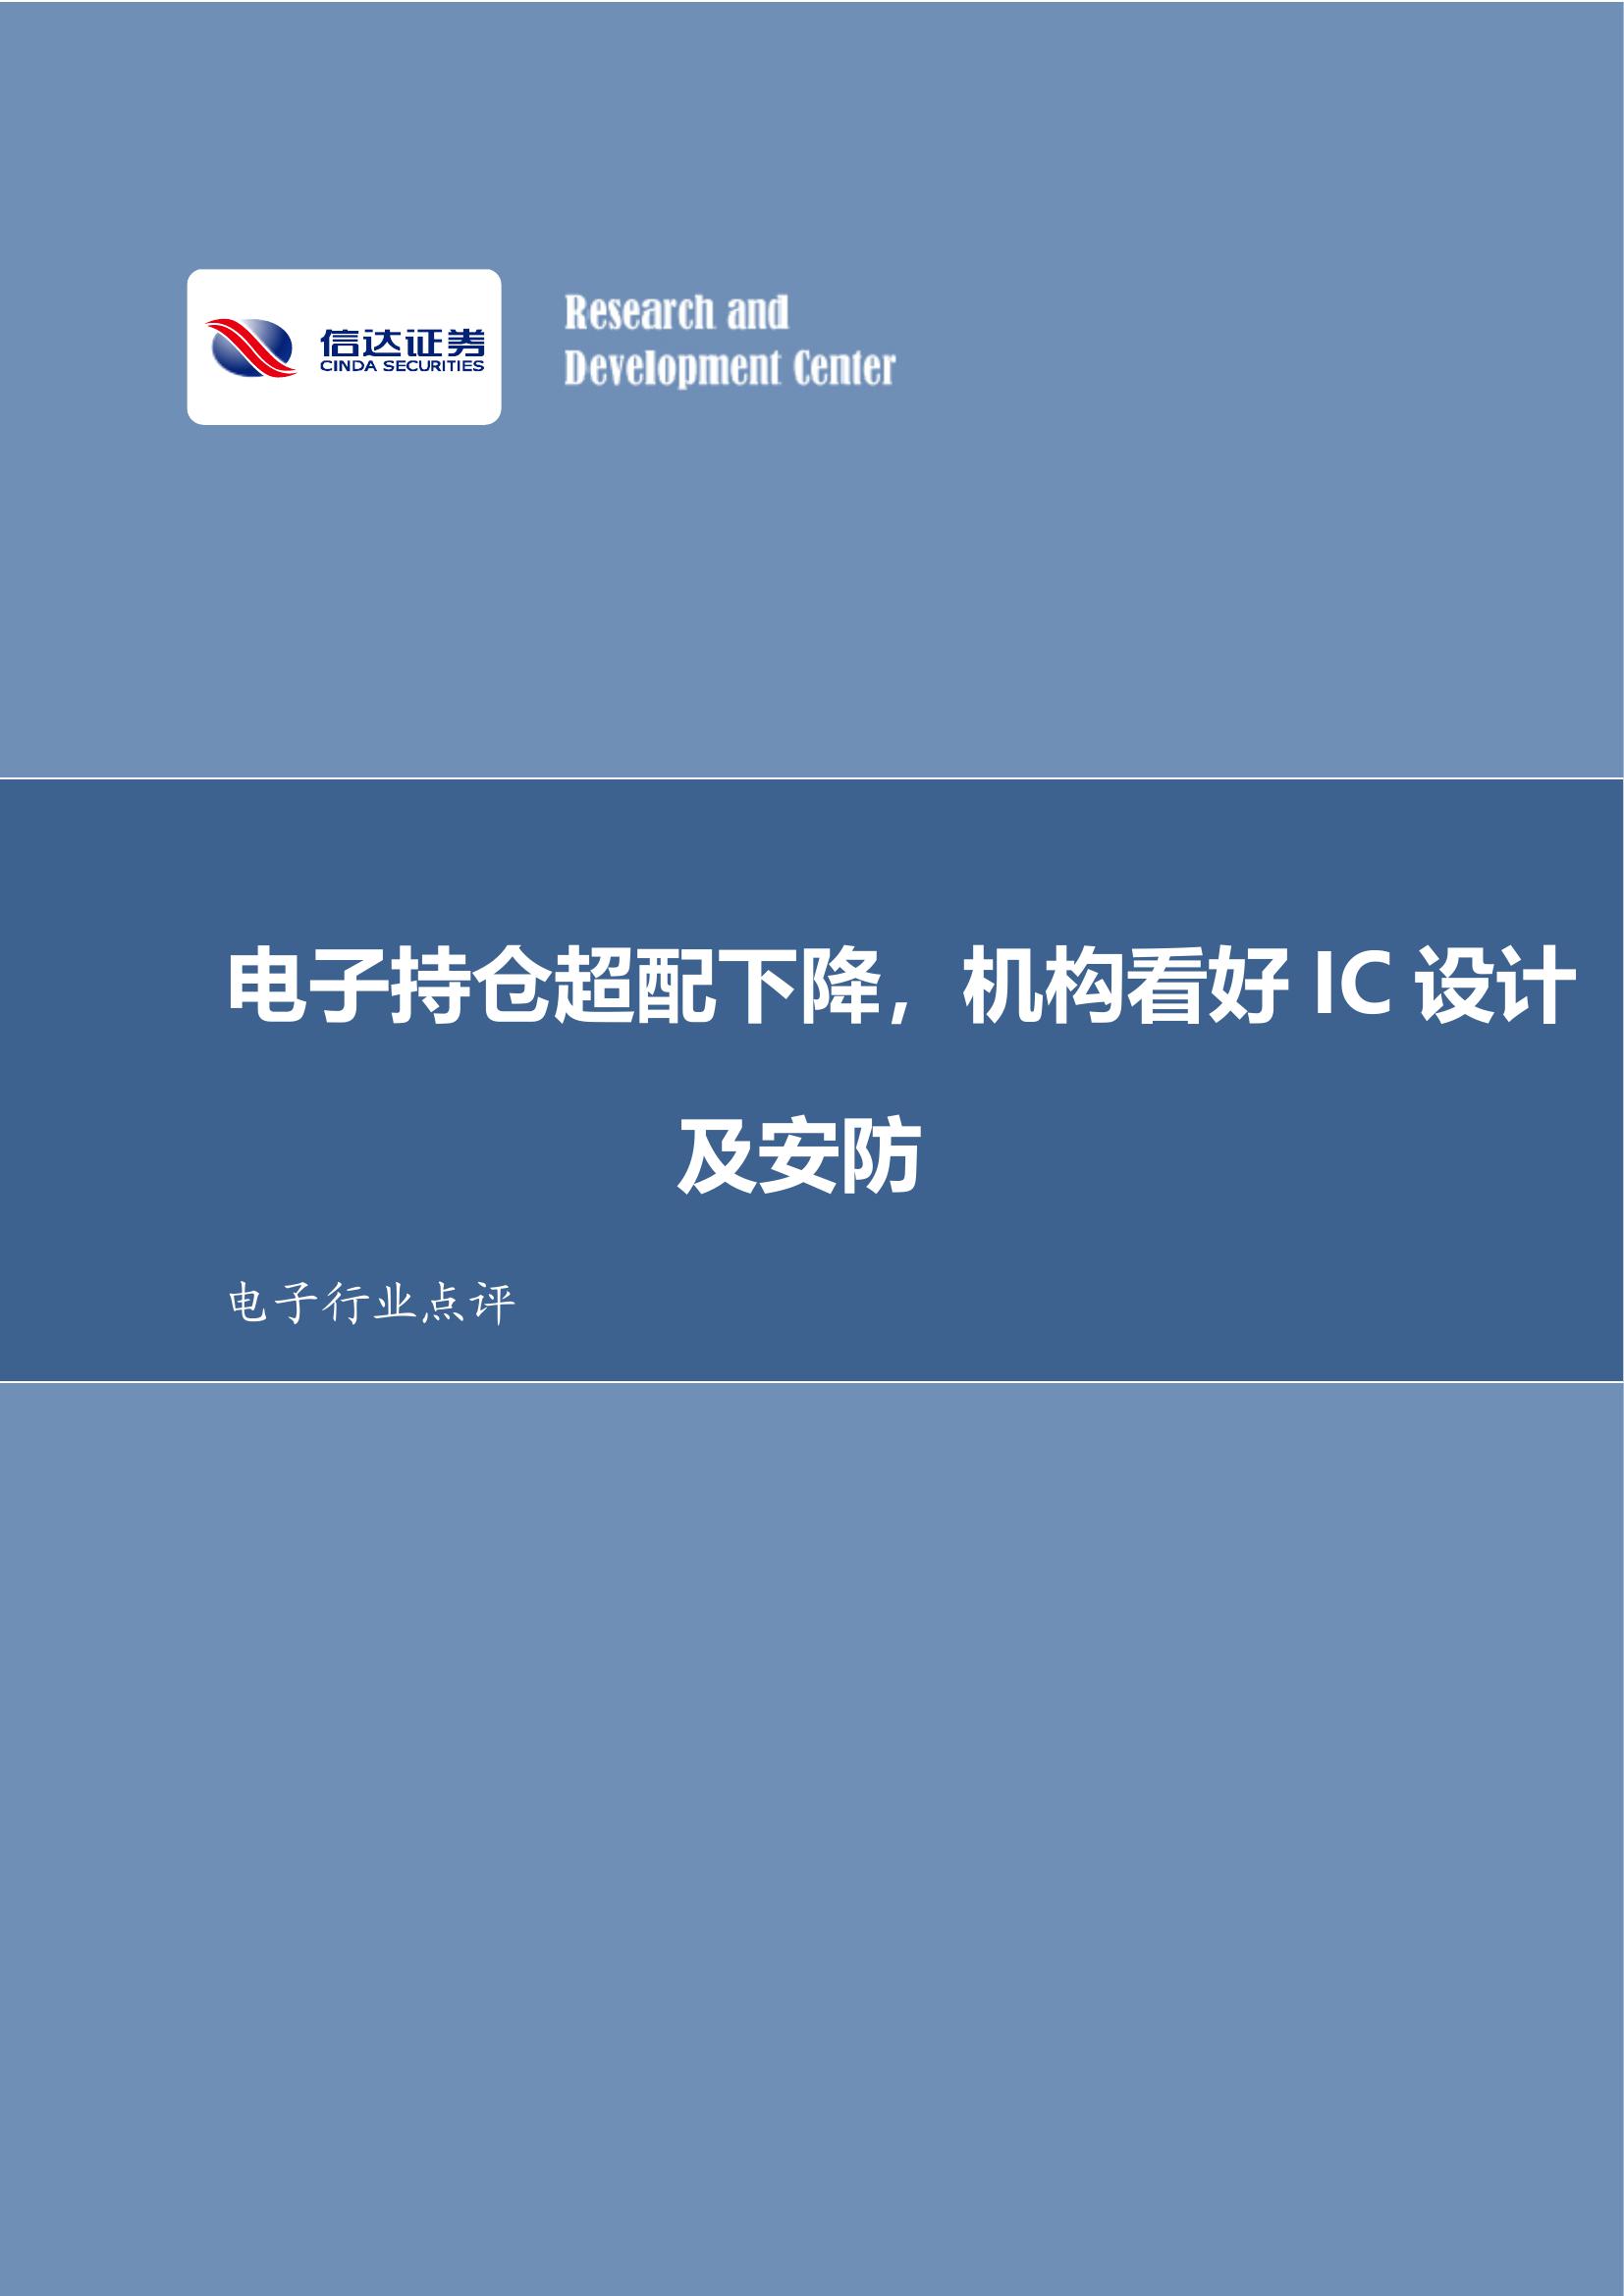 信达证券
CINDA SECURITIES
Research and
Development Center
电子持仓超配下降，机构看好 IC 设计
及安防
电子行业点评